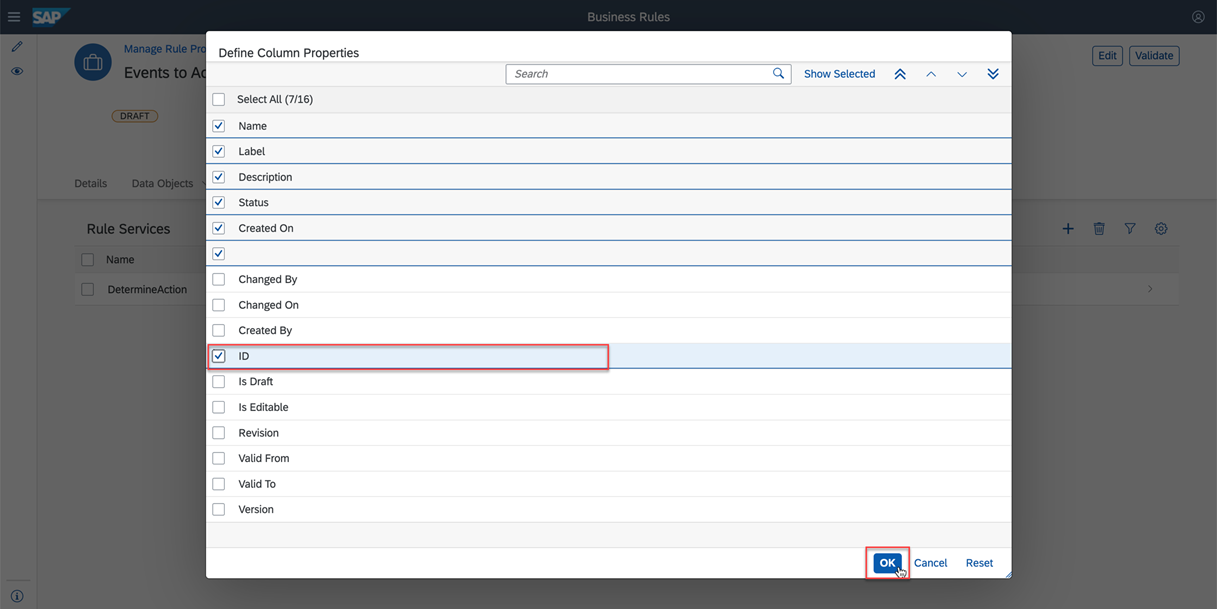 SAP
Business Rules
Manage Rule Pro
Events to Ac
Edit
Validate
DRAFT
Details
Data Objects
Rule Services
Name
DetermineAction
Define Column Properties
Search
Show Selected
Select All (7/16)
Name
Label
Description
Status
Created On
Changed By
Changed On
Created By
ID
Is Draft
Is Editable
Revision
Valid From
Valid To
Version
OK
Cancel
Reset